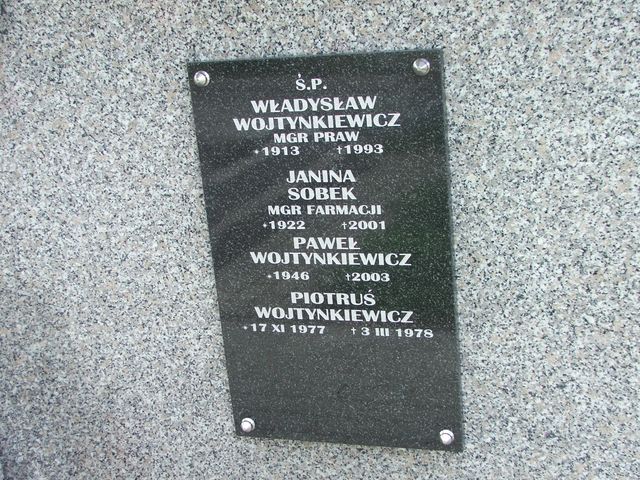 Ś.P.
WŁADYSŁAW
WOJTYNKIEWICZ
MGR PRAW
*1913 †1993
JANINA
SOBEK
MGR FARMACJI
*1922 †2001
PAWEŁ
WOJTYNKIEWICZ
*1946 †2003
PIOTRUŚ
WOJTYNKIEWICZ
*17 XI 1977 † 3 III 1978